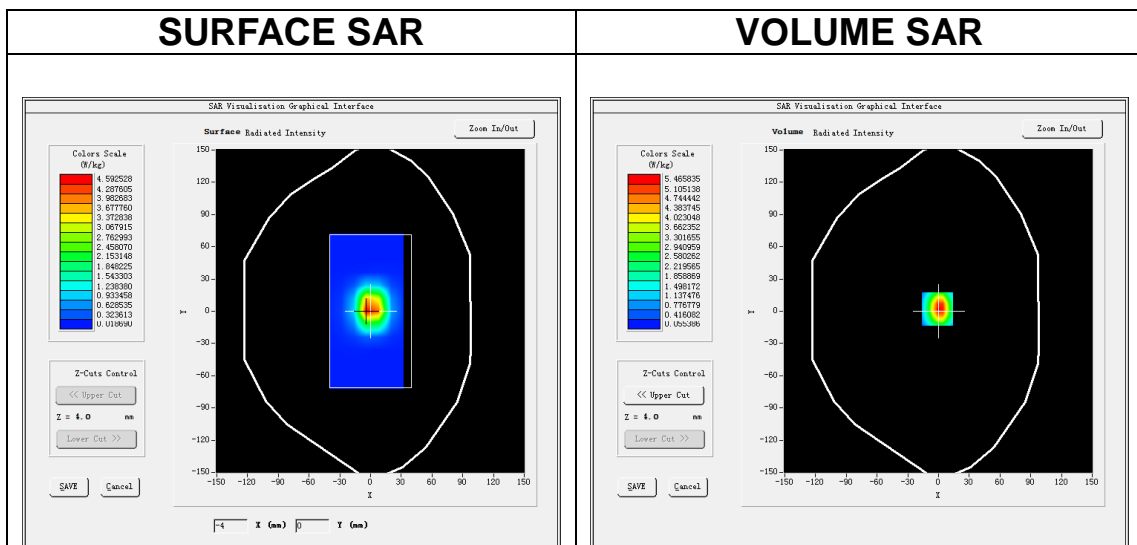 SURFACE SAR
VOLUME SAR
SAR Visualisation Graphical Interface
Surface Radiated Intensity
Zoom In/Out
Colors Scale
(W/kg)
4.592528
4.287605
3.982683
3.677760
3.372838
3.067915
2.762993
2.458070
2.153148
1.848225
1.543303
1.238380
0.933458
0.628535
0.323613
0.018690
Z-Cuts Control
<< Upper Cut
Z = 4.0 mm
Lower Cut >>
SAVE
Cancel
150
120
90
60
30
0
-30
-60
-90
-120
-150
Y
-150 -120 -90 -60 -30 0 30 60 90 120 150
X
-4 X (mm) 0 Y (mm)
SAR Visualisation Graphical Interface
Volume Radiated Intensity
Zoom In/Out
Colors Scale
(W/kg)
5.465835
5.105138
4.744442
4.383745
4.023048
3.662352
3.301655
2.940959
2.580262
2.219565
1.858869
1.498172
1.137476
0.776779
0.416082
0.055386
Z-Cuts Control
<< Upper Cut
Z = 4.0 mm
Lower Cut >>
SAVE
Cancel
150
120
90
60
30
0
-30
-60
-90
-120
-150
Y
-150 -120 -90 -60 -30 0 30 60 90 120 150
X